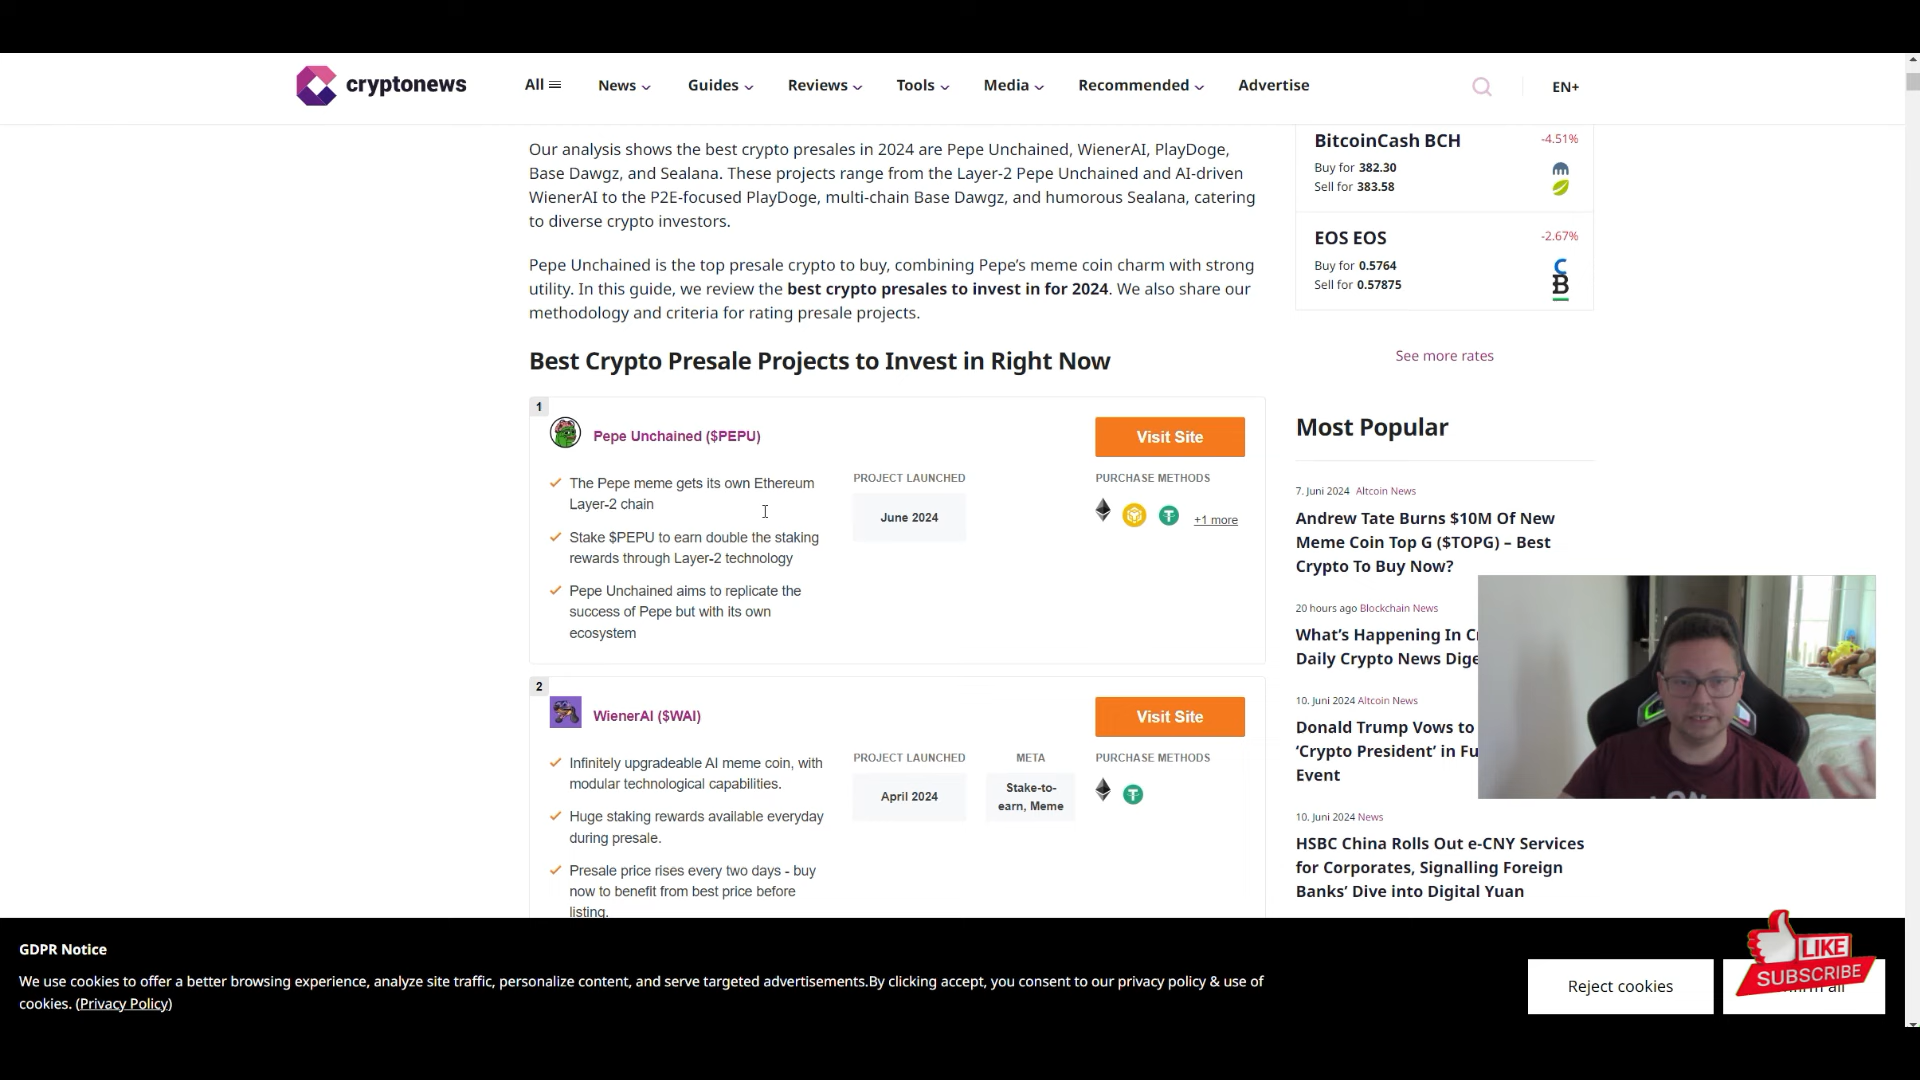 cryptonews
All
News
Guides
Reviews
Tools
Media
Recommended
Advertise
EN+
Our analysis shows the best crypto presales in 2024 are Pepe Unchained, WienerAI, PlayDoge,
Base Dawgz, and Sealana. These projects range from the Layer-2 Pepe Unchained and AI-driven
WienerAI to the P2E-focused PlayDoge, multi-chain Base Dawgz, and humorous Sealana, catering
to diverse crypto investors.
Pepe Unchained is the top presale crypto to buy, combining Pepe’s meme coin charm with strong
utility. In this guide, we review the best crypto presales to invest in for 2024. We also share our
methodology and criteria for rating presale projects.
Best Crypto Presale Projects to Invest in Right Now
1
Pepe Unchained ($PEPU)
Visit Site
The Pepe meme gets its own Ethereum
Layer-2 chain
Stake $PEPU to earn double the staking
rewards through Layer-2 technology
Pepe Unchained aims to replicate the
success of Pepe but with its own
ecosystem
PROJECT LAUNCHED
June 2024
PURCHASE METHODS
+1 more
2
WienerAI ($WAI)
Visit Site
Infinitely upgradeable AI meme coin, with
modular technological capabilities.
Huge staking rewards available everyday
during presale.
Presale price rises every two days - buy
now to benefit from best price before
listing.
PROJECT LAUNCHED
April 2024
META
Stake-to-
earn, Meme
PURCHASE METHODS
BitcoinCash BCH
-4.51%
Buy for 382.30
Sell for 383.58
EOS EOS
-2.67%
Buy for 0.5764
Sell for 0.57875
See more rates
Most Popular
7. Juni 2024 Altcoin News
Andrew Tate Burns $10M Of New
Meme Coin Top G ($TOPG) – Best
Crypto To Buy Now?
20 hours ago Blockchain News
What’s Happening In
Daily Crypto News
10. Juni 2024 Altcoin News
Donald Trump Vows to
‘Crypto President’ in
Event
10. Juni 2024 News
HSBC China Rolls Out e-CNY Services
for Corporates, Signalling Foreign
Banks’ Dive into Digital Yuan
GDPR Notice
We use cookies to offer a better browsing experience, analyze site traffic, personalize content, and serve targeted advertisements.By clicking accept, you consent to our privacy policy & use of
cookies. (Privacy Policy)
Reject cookies
all
LIKE
SUBSCRIBE